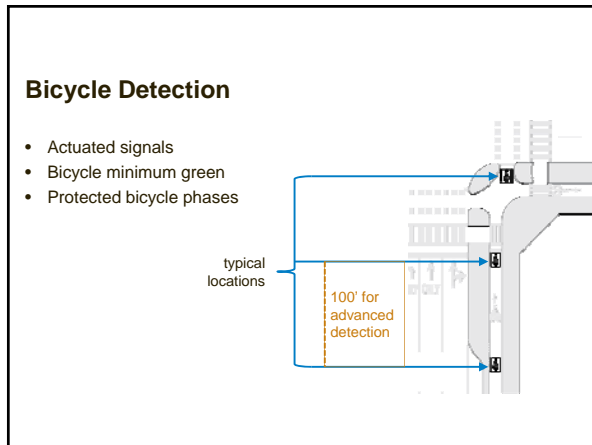 Bicycle Detection
• Actuated signals
• Bicycle minimum green
• Protected bicycle phases
typical
locations
100' for
advanced
detection